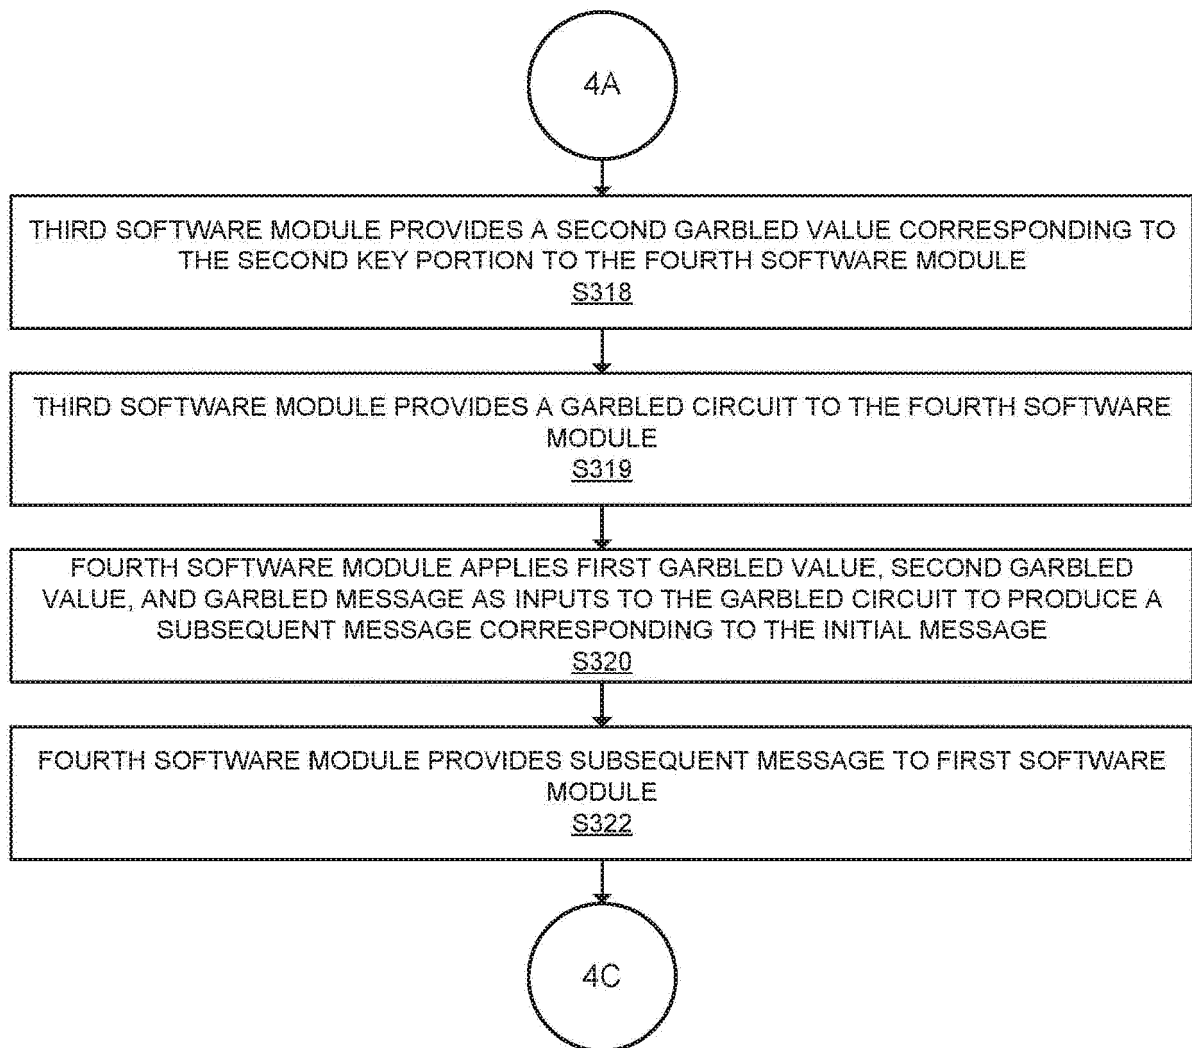 4A
THIRD SOFTWARE MODULE PROVIDES A SECOND GARBLED VALUE CORRESPONDING TO
THE SECOND KEY PORTION TO THE FOURTH SOFTWARE MODULE
S318
THIRD SOFTWARE MODULE PROVIDES A GARBLED CIRCUIT TO THE FOURTH SOFTWARE
MODULE
S319
FOURTH SOFTWARE MODULE APPLIES FIRST GARBLED VALUE, SECOND GARBLED
VALUE, AND GARBLED MESSAGE AS INPUTS TO THE GARBLED CIRCUIT TO PRODUCE A
SUBSEQUENT MESSAGE CORRESPONDING TO THE INITIAL MESSAGE
S320
FOURTH SOFTWARE MODULE PROVIDES SUBSEQUENT MESSAGE TO FIRST SOFTWARE
MODULE
S322
4C